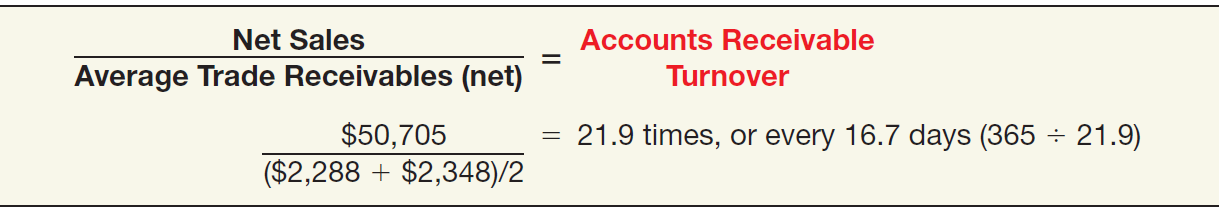 Net Sales
Average Trade Receivables (net)
=
Accounts Receivable
Turnover
$50,705
($2,288 + $2,348)/2
= 21.9 times, or every 16.7 days (365 ÷ 21.9)